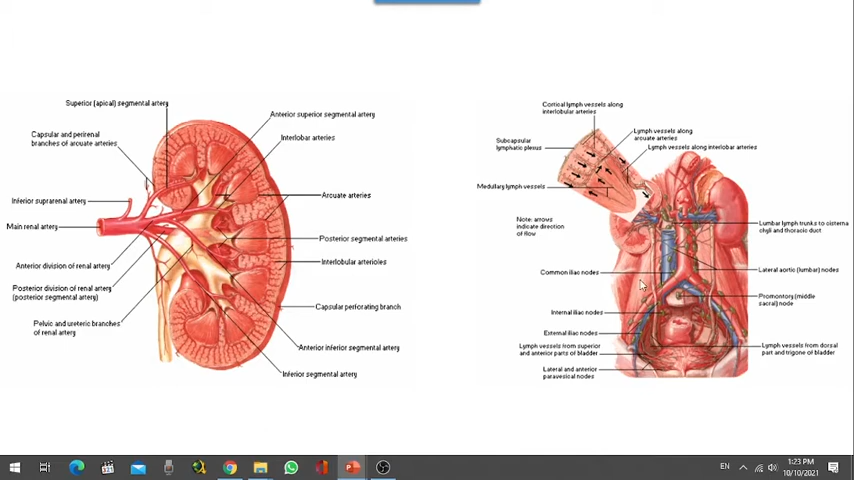 Superior (apical) segmental artery
Anterior superior segmental artery
Capsular and perirenal
branches of arcuate arteries
Interlobar arteries
Inferior suprarenal artery
Arcuate arteries
Main renal artery
Posterior segmental arteries
Anterior division of renal artery
Interlobular arterioles
Posterior division of renal artery
(posterior segmental artery)
Capsular perforating branch
Pelvic and ureteric branches
of renal artery
Anterior inferior segmental artery
Inferior segmental artery
Cortical lymph vessels along
interlobular arteries
Lymph vessels along
arcuate arteries
Subcapsular
lymphatic plexus
Lymph vessels along interlobar arteries
Medullary lymph vessels
Note: arrows
indicate direction
of flow
Lumbar lymph trunks to cisterna
chyli and thoracic duct
Common iliac nodes
Lateral aortic (lumbar) nodes
Promontory (middle
sacral) node
Internal iliac nodes
External iliac nodes
Lymph vessels from superior
and anterior parts of bladder
Lymph vessels from dorsal
part and trigone of bladder
Lateral and anterior
paravesical nodes
321
EN
1:23 PM
10/10/2021